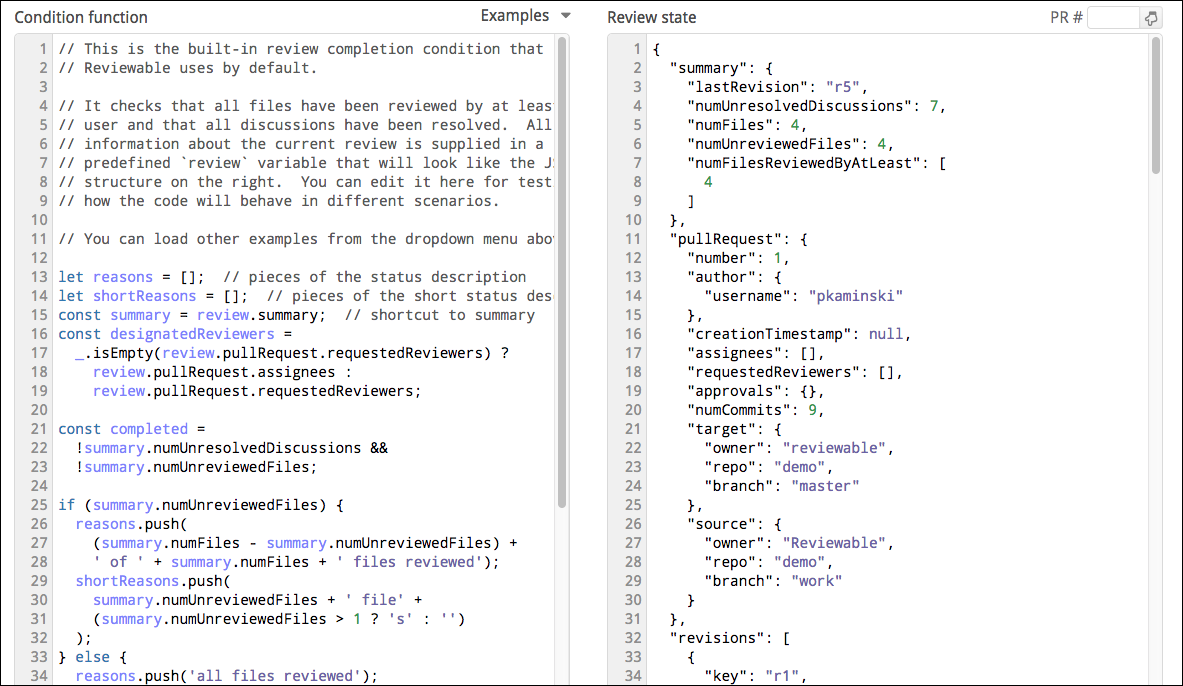 Condition function
Examples
1 // This is the built-in review completion condition that
2 // Reviewable uses by default.
3
4 // It checks that all files have been reviewed by at leas
5 // user and that all discussions have been resolved.  All
6 // information about the current review is supplied in a
7 // predefined `review` variable that will look like the J
8 // structure on the right.  You can edit it here for test
9 // how the code will behave in different scenarios.
10
11 // You can load other examples from the dropdown menu abo
12
13 let reasons = [];  // pieces of the status description
14 let shortReasons = [];  // pieces of the short status des
15 const summary = review.summary;  // shortcut to summary
16 const designatedReviewers =
17   _.isEmpty(review.pullRequest.requestedReviewers) ?
18     review.pullRequest.assignees :
19     review.pullRequest.requestedReviewers;
20
21 const completed =
22   !summary.numUnresolvedDiscussions &&
23   !summary.numUnreviewedFiles;
24
25 if (summary.numUnreviewedFiles) {
26   reasons.push(
27     (summary.numFiles - summary.numUnreviewedFiles) +
28     ' of ' + summary.numFiles + ' files reviewed');
29   shortReasons.push(
30     summary.numUnreviewedFiles + ' file' +
31     (summary.numUnreviewedFiles > 1 ? 's' : '')
32   );
33 } else {
34   reasons.push('all files reviewed');
Review state
PR #
1 {
2   "summary": {
3     "lastRevision": "r5",
4     "numUnresolvedDiscussions": 7,
5     "numFiles": 4,
6     "numUnreviewedFiles": 4,
7     "numFilesReviewedByAtLeast": [
8       4
9     ]
10   },
11   "pullRequest": {
12     "number": 1,
13     "author": {
14       "username": "pkaminski"
15     },
16     "creationTimestamp": null,
17     "assignees": [],
18     "requestedReviewers": [],
19     "approvals": {},
20     "numCommits": 9,
21     "target": {
22       "owner": "reviewable",
23       "repo": "demo",
24       "branch": "master"
25     },
26     "source": {
27       "owner": "Reviewable",
28       "repo": "demo",
29       "branch": "work"
30     }
31   },
32   "revisions": [
33     {
34       "key": "r1",